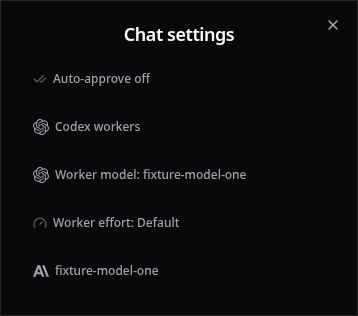 Chat settings
Auto-approve off
Codex workers
Worker model: fixture-model-one
Worker effort: Default
fixture-model-one